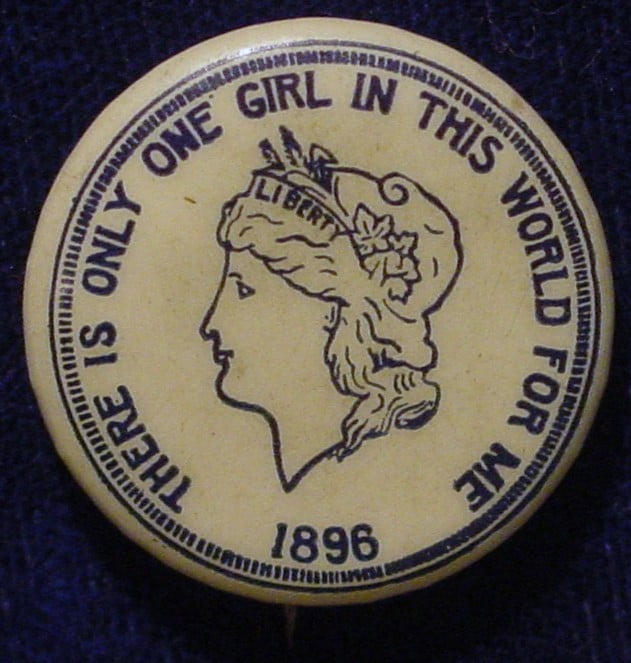 THERE IS ONLY ONE GIRL IN THIS WORLD FOR ME
LIBERTY
1896